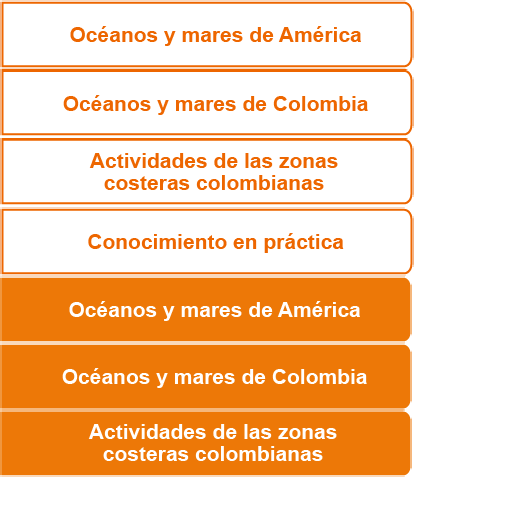 Océanos y mares de América
Océanos y mares de Colombia
Actividades de las zonas
costeras colombianas
Conocimiento en práctica
Océanos y mares de América
Océanos y mares de Colombia
Actividades de las zonas
costeras colombianas